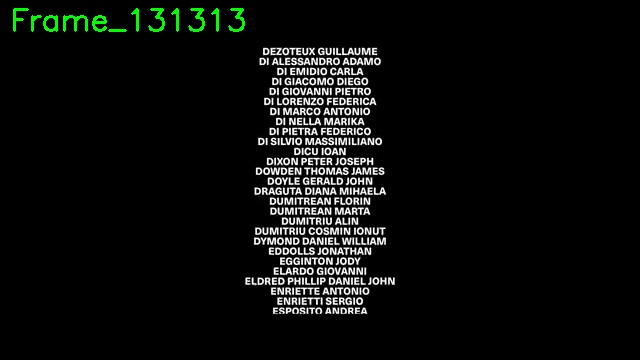 Frame_131313
DEZOTEUX GUILLAUME
DI ALESSANDRO ADAMO
DI EMIDIO CARLA
DI GIACOMO DIEGO
DI GIOVANNI PIETRO
DI LORENZO FEDERICA
DI MARCO ANTONIO
DI NELLA MARIKA
DI PIETRA FEDERICO
DI SILVIO MASSIMILIANO
DICU IOAN
DIXON PETER JOSEPH
DOWDEN THOMAS JAMES
DOYLE GERALD JOHN
DRAGUTA DIANA MIHAELA
DUMITREAN FLORIN
DUMITREAN MARTA
DUMITRIU ALIN
DUMITRIU COSMIN IONUT
DYMOND DANIEL WILLIAM
EDDOLLS JONATHAN
EGGINTON JODY
ELARDO GIOVANNI
ELDRED PHILLIP DANIEL JOHN
ENRIETTE ANTONIO
ENRIETTI SERGIO
ESPOSITO ANDREA